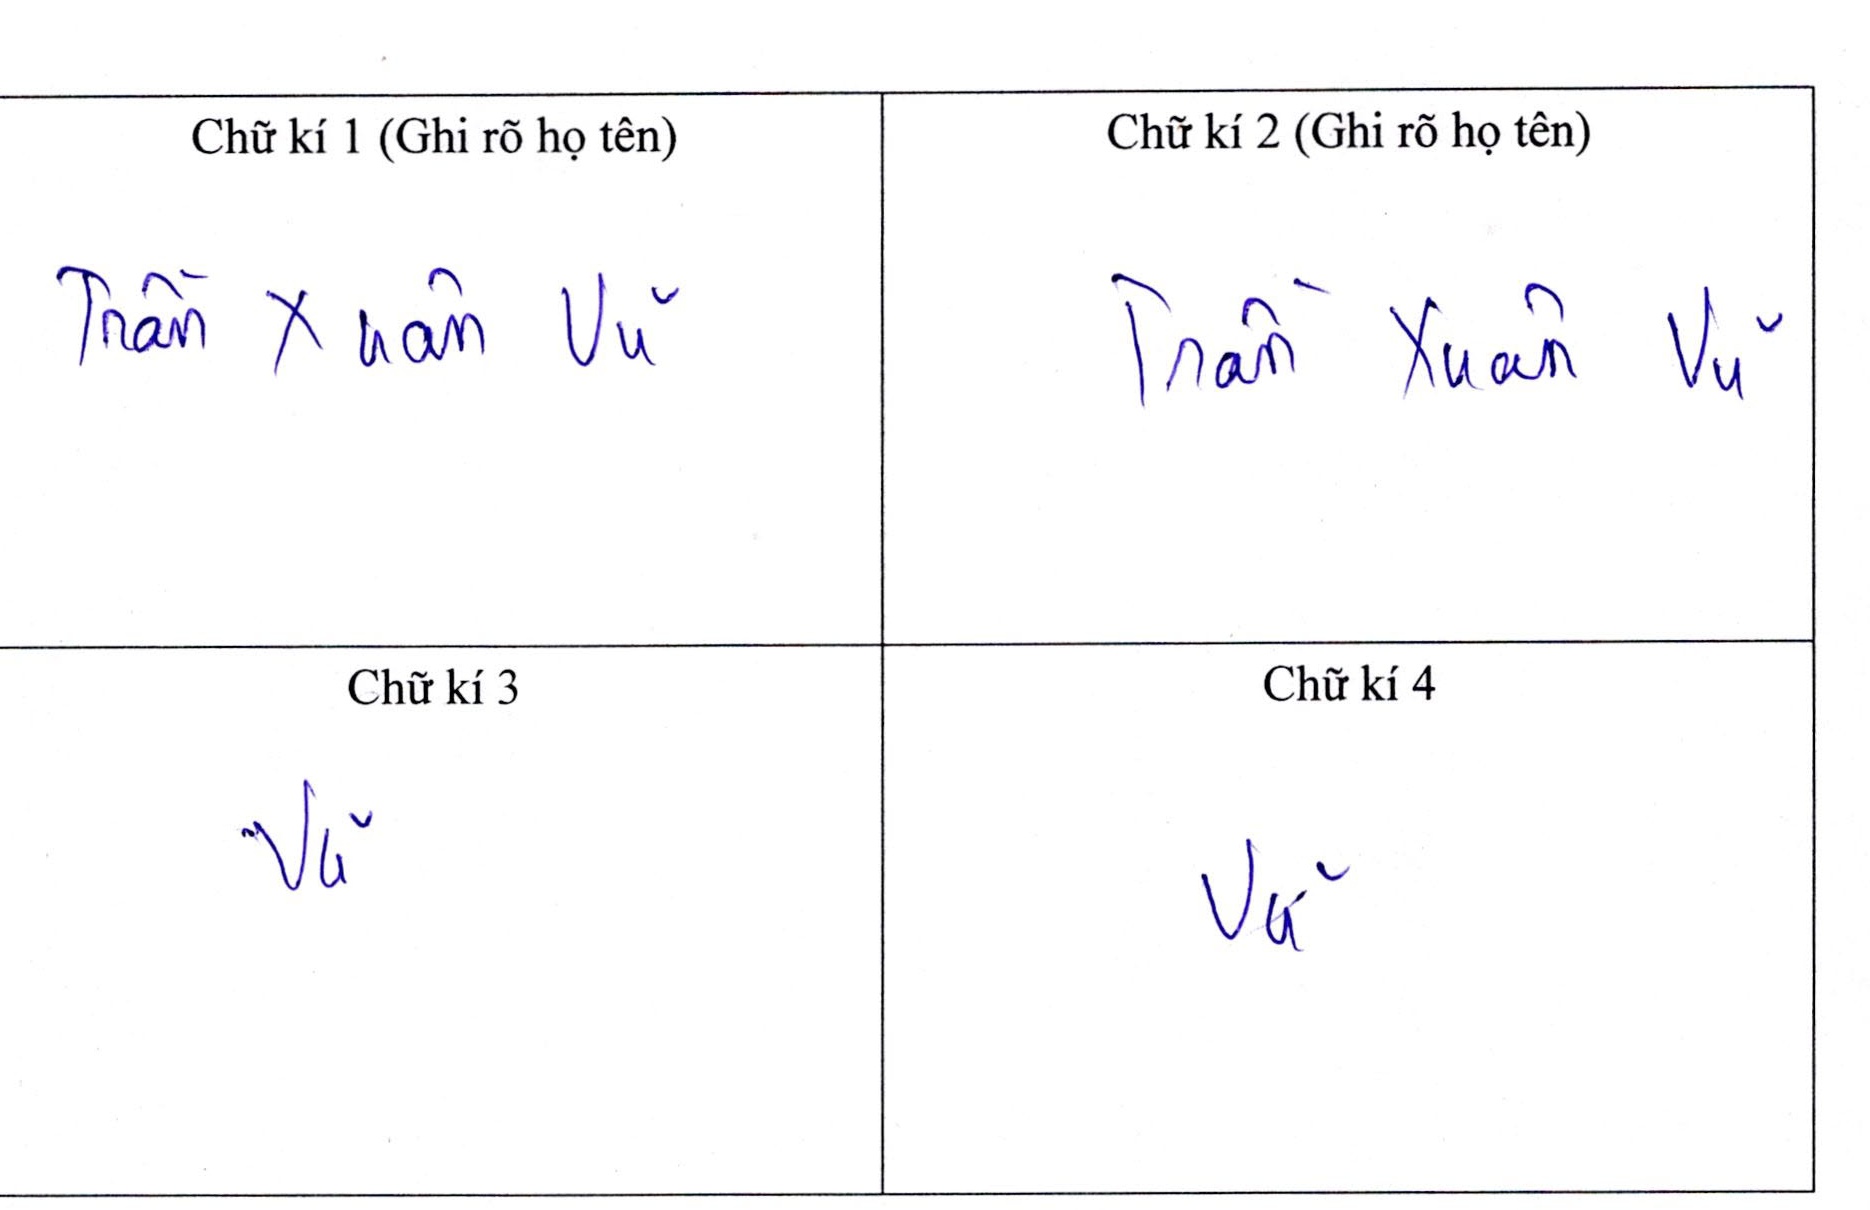 Chữ kí 1 (Ghi rõ họ tên)
Chữ kí 2 (Ghi rõ họ tên)
Trần Xuân Vũ
Trần Xuân Vũ
Chữ kí 3
Chữ kí 4
Vũ
Vũ